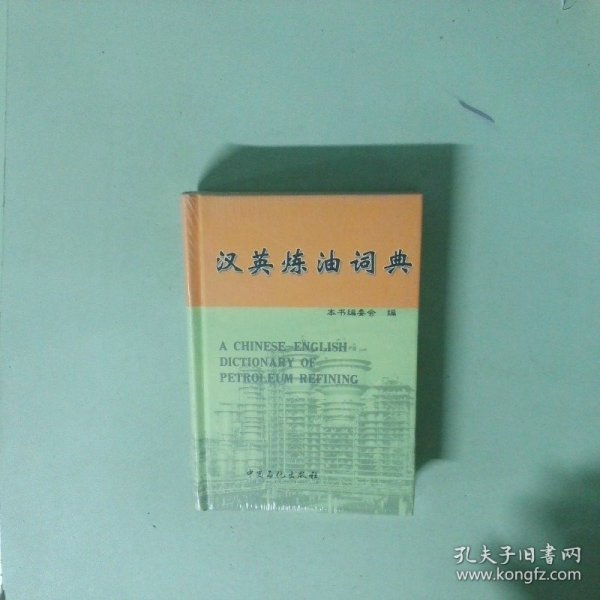 汉英炼油词典
本书编委会 编
A CHINESE-ENGLISH
DICTIONARY OF
PETROLEUM REFINING
中国石化出版社
孔夫子旧书网
www.kongfz.com